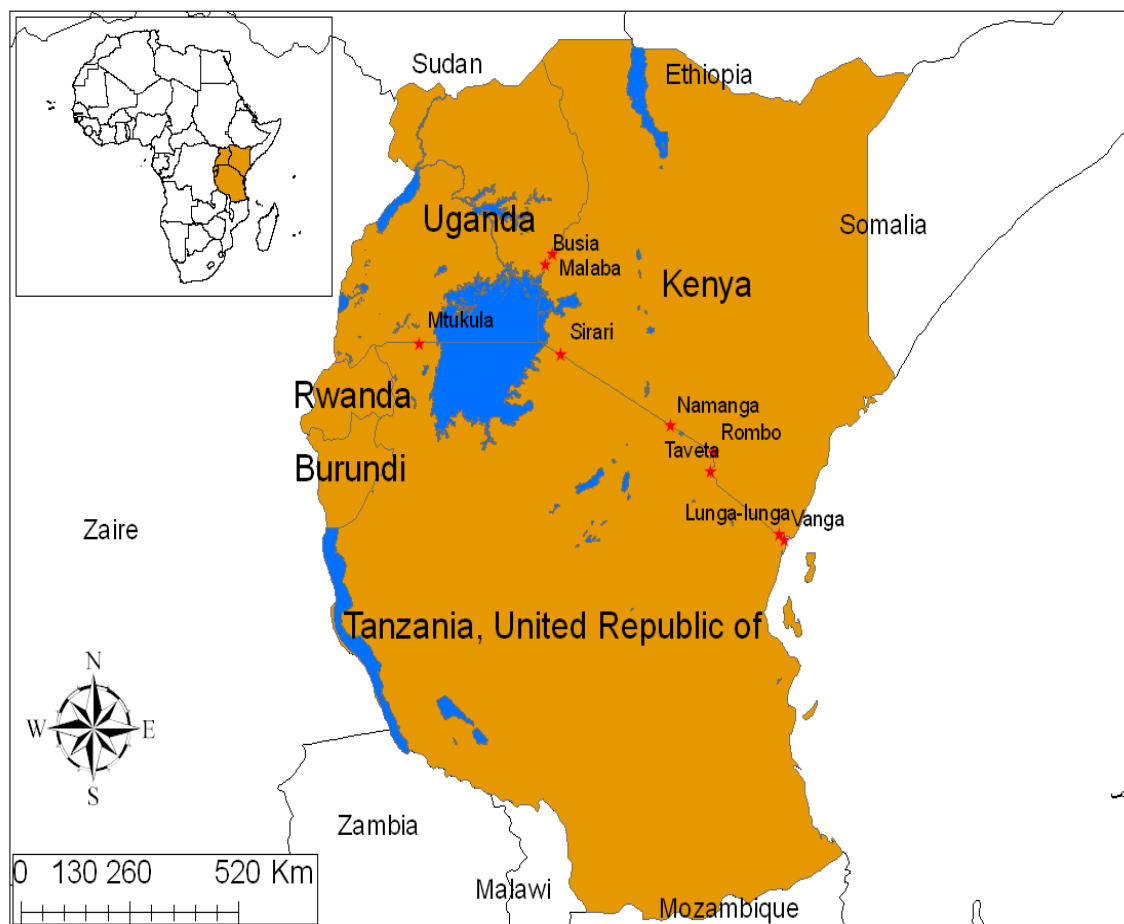 Sudan
Ethiopia
Somalia
Uganda
Busia
Malaba
Kenya
Mtukula
Sirari
Rwanda
Namanga
Rombo
Taveta
Burundi
Lunga-lunga
Vanga
Zaire
Tanzania, United Republic of
N
W E
S
Zambia
0 130 260 520 Km
Malawi
Mozambique